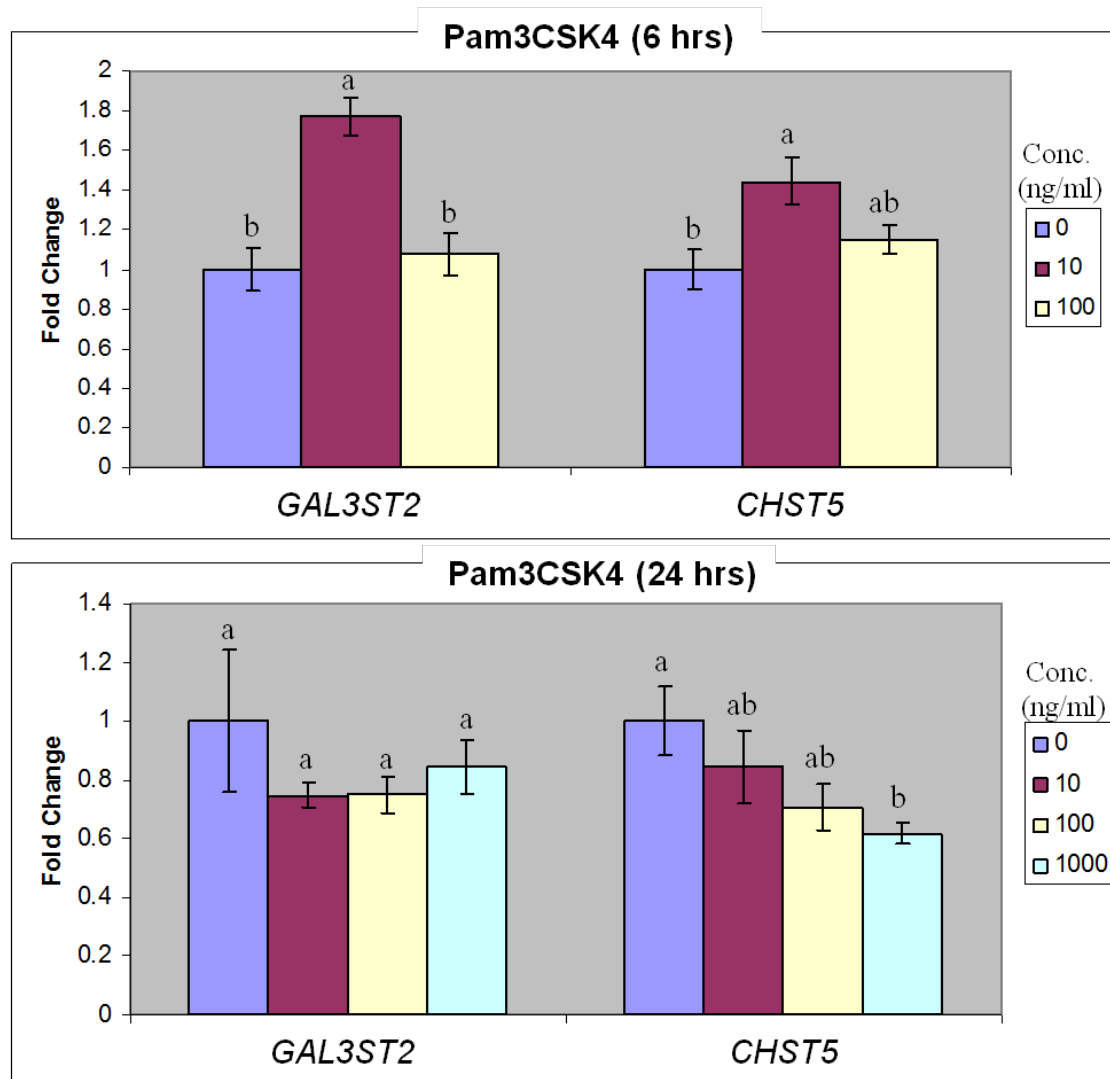 Pam3CSK4 (6 hrs)
2
1.8
1.6
1.4
1.2
1
0.8
0.6
0.4
0.2
0
Fold Change
b
a
b
b
a
ab
GAL3ST2
CHST5
Conc.
(ng/ml)
0
10
100
Pam3CSK4 (24 hrs)
1.4
1.2
1
0.8
0.6
0.4
0.2
0
Fold Change
a
a
a
a
a
ab
ab
b
GAL3ST2
CHST5
Conc.
(ng/ml)
0
10
100
1000